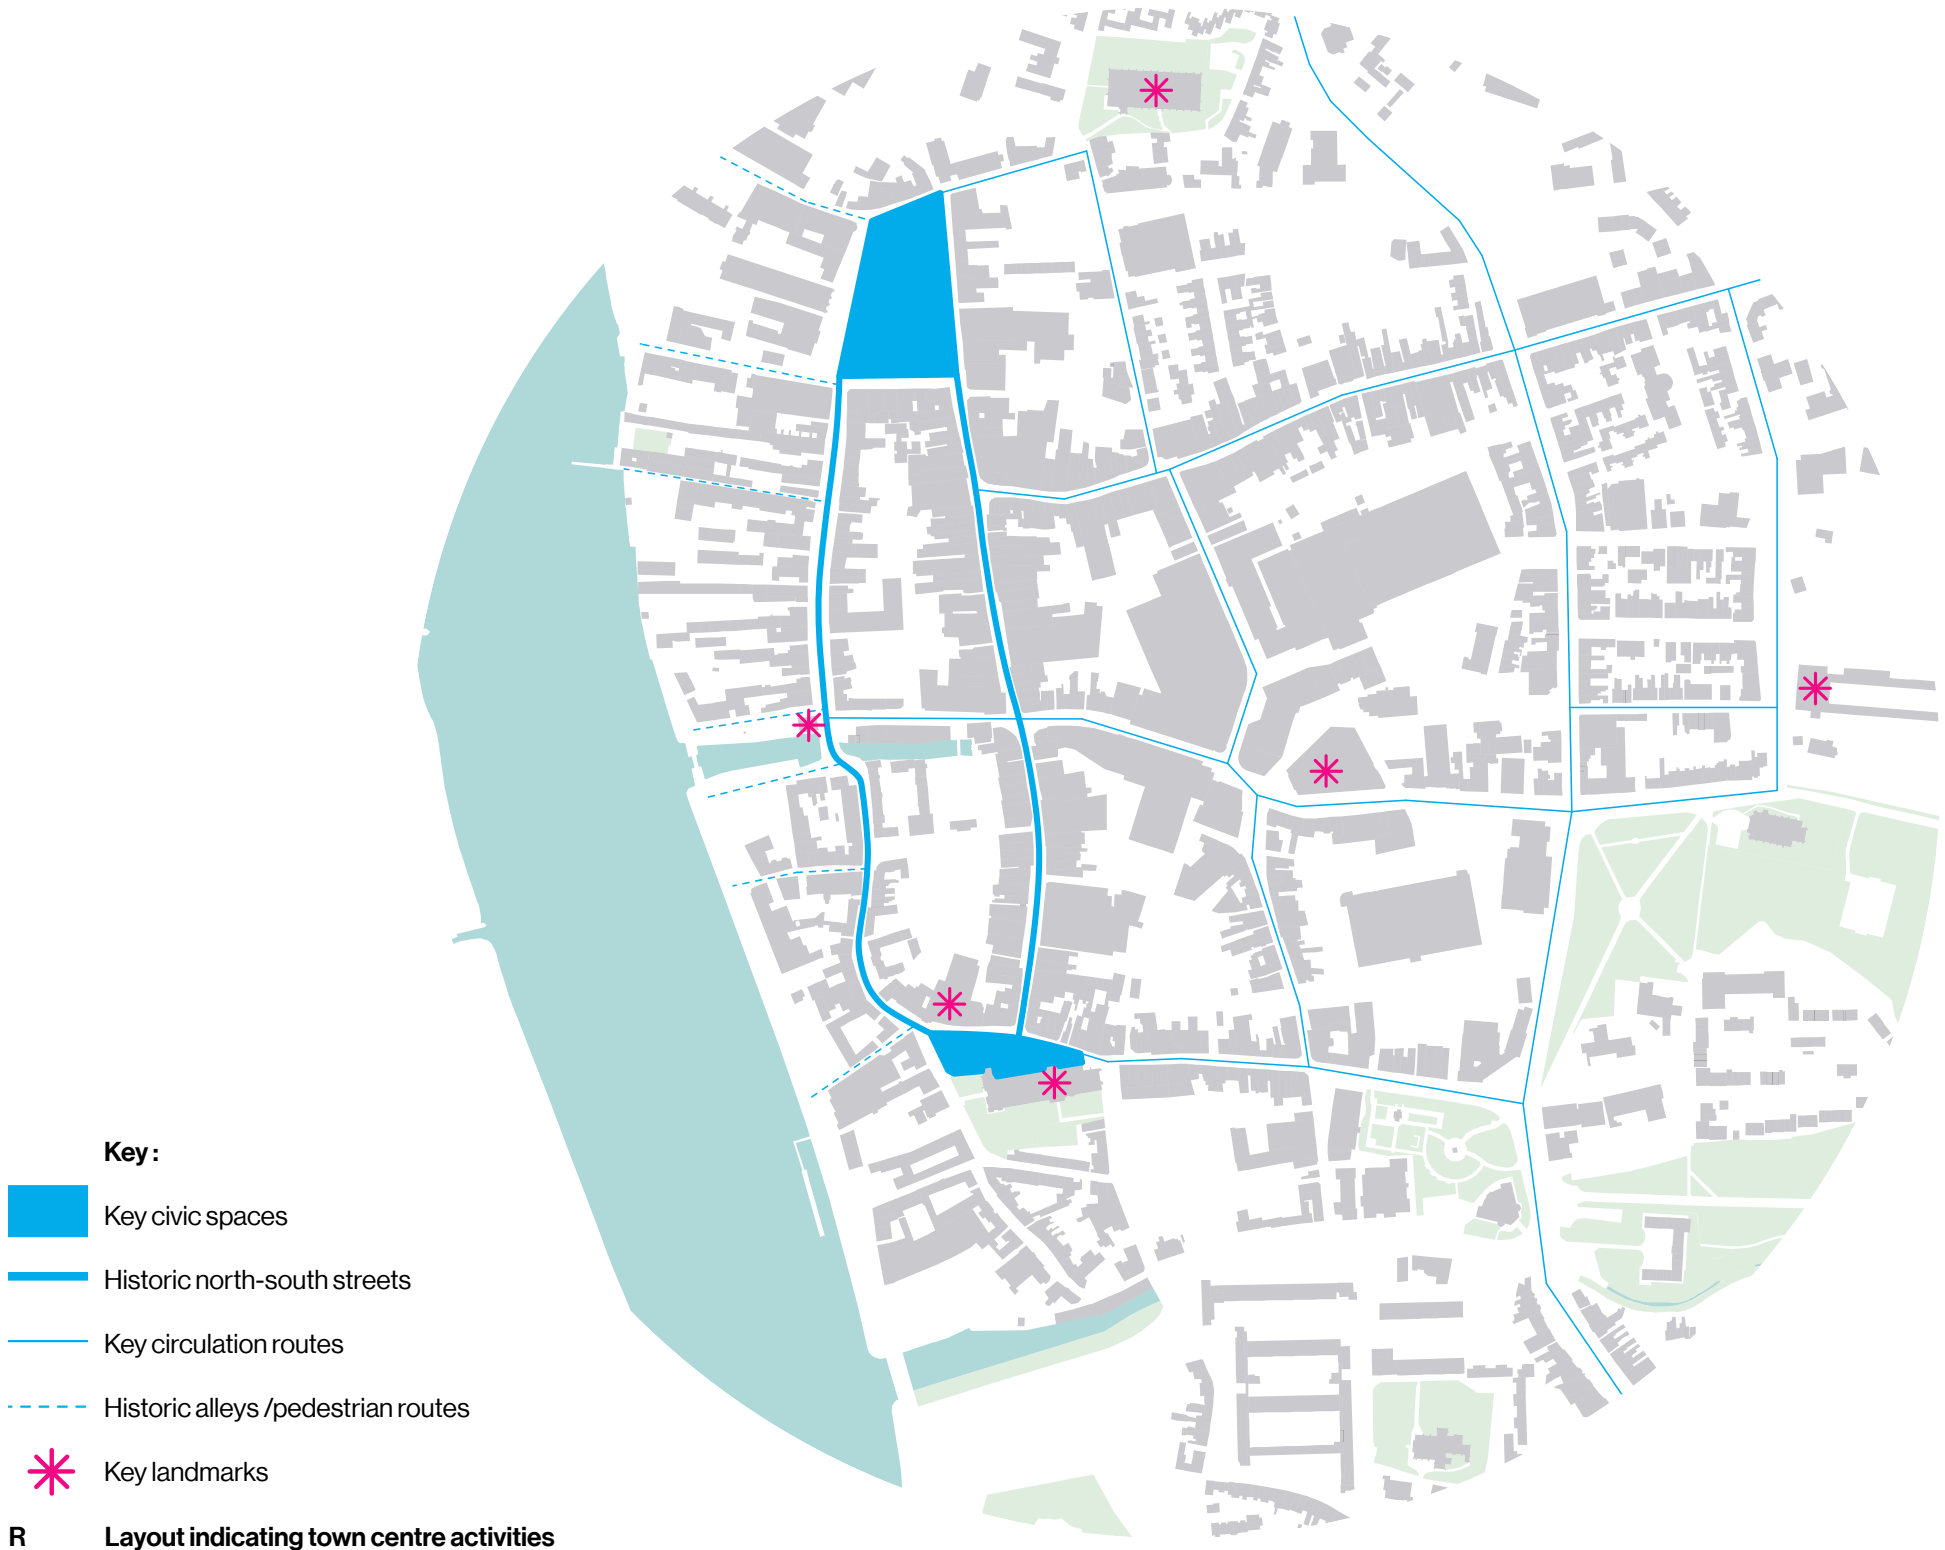 Key :
Key civic spaces
Historic north-south streets
Key circulation routes
Historic alleys /pedestrian routes
Key landmarks
R Layout indicating town centre activities